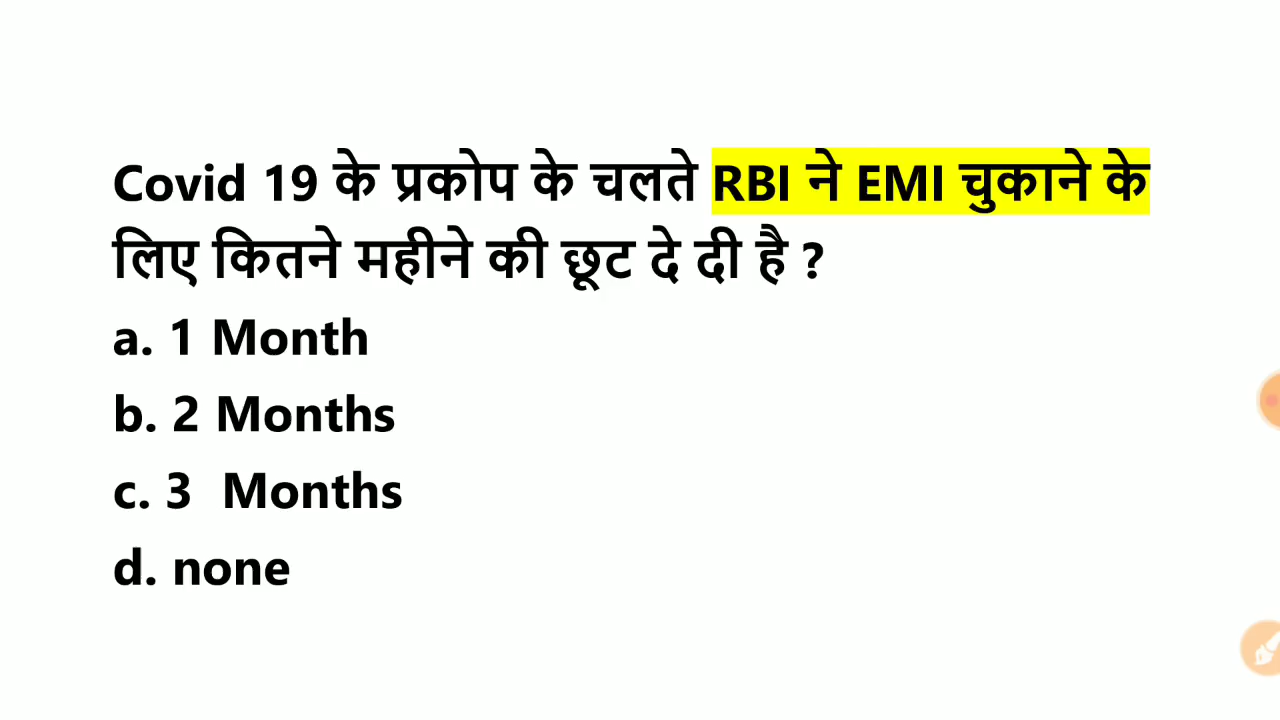 Covid 19 के प्रकोप के चलते RBI ने EMI चुकाने के
लिए कितने महीने की छूट दे दी है ?
a. 1 Month
b. 2 Months
c. 3  Months
d. none